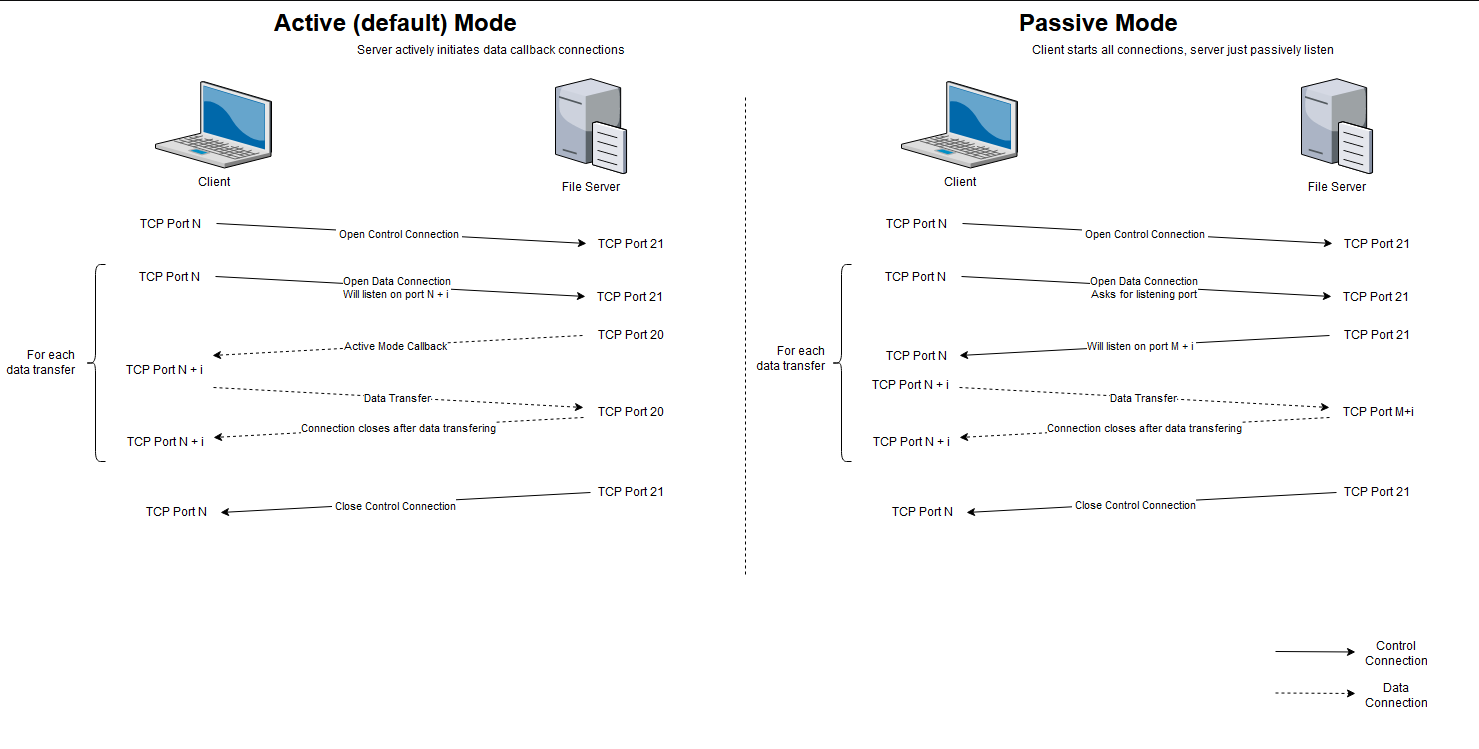 Active (default) Mode
Server actively initiates data callback connections
Client
File Server
TCP Port N
Open Control Connection
TCP Port 21
For each
data transfer
TCP Port N
Open Data Connection
Will listen on port N + i
TCP Port 21
TCP Port 20
Active Mode Callback
TCP Port N + i
Data Transfer
TCP Port 20
Connection closes after data transfering
TCP Port N + i
TCP Port 21
Close Control Connection
TCP Port N
Passive Mode
Client starts all connections, server just passively listen
Client
File Server
TCP Port N
Open Control Connection
TCP Port 21
For each
data transfer
TCP Port N
Open Data Connection
Asks for listening port
TCP Port 21
TCP Port 21
Will listen on port M + i
TCP Port N
TCP Port N + i
Data Transfer
TCP Port M+i
Connection closes after data transfering
TCP Port N + i
TCP Port 21
Close Control Connection
TCP Port N
Control
Connection
Data
Connection